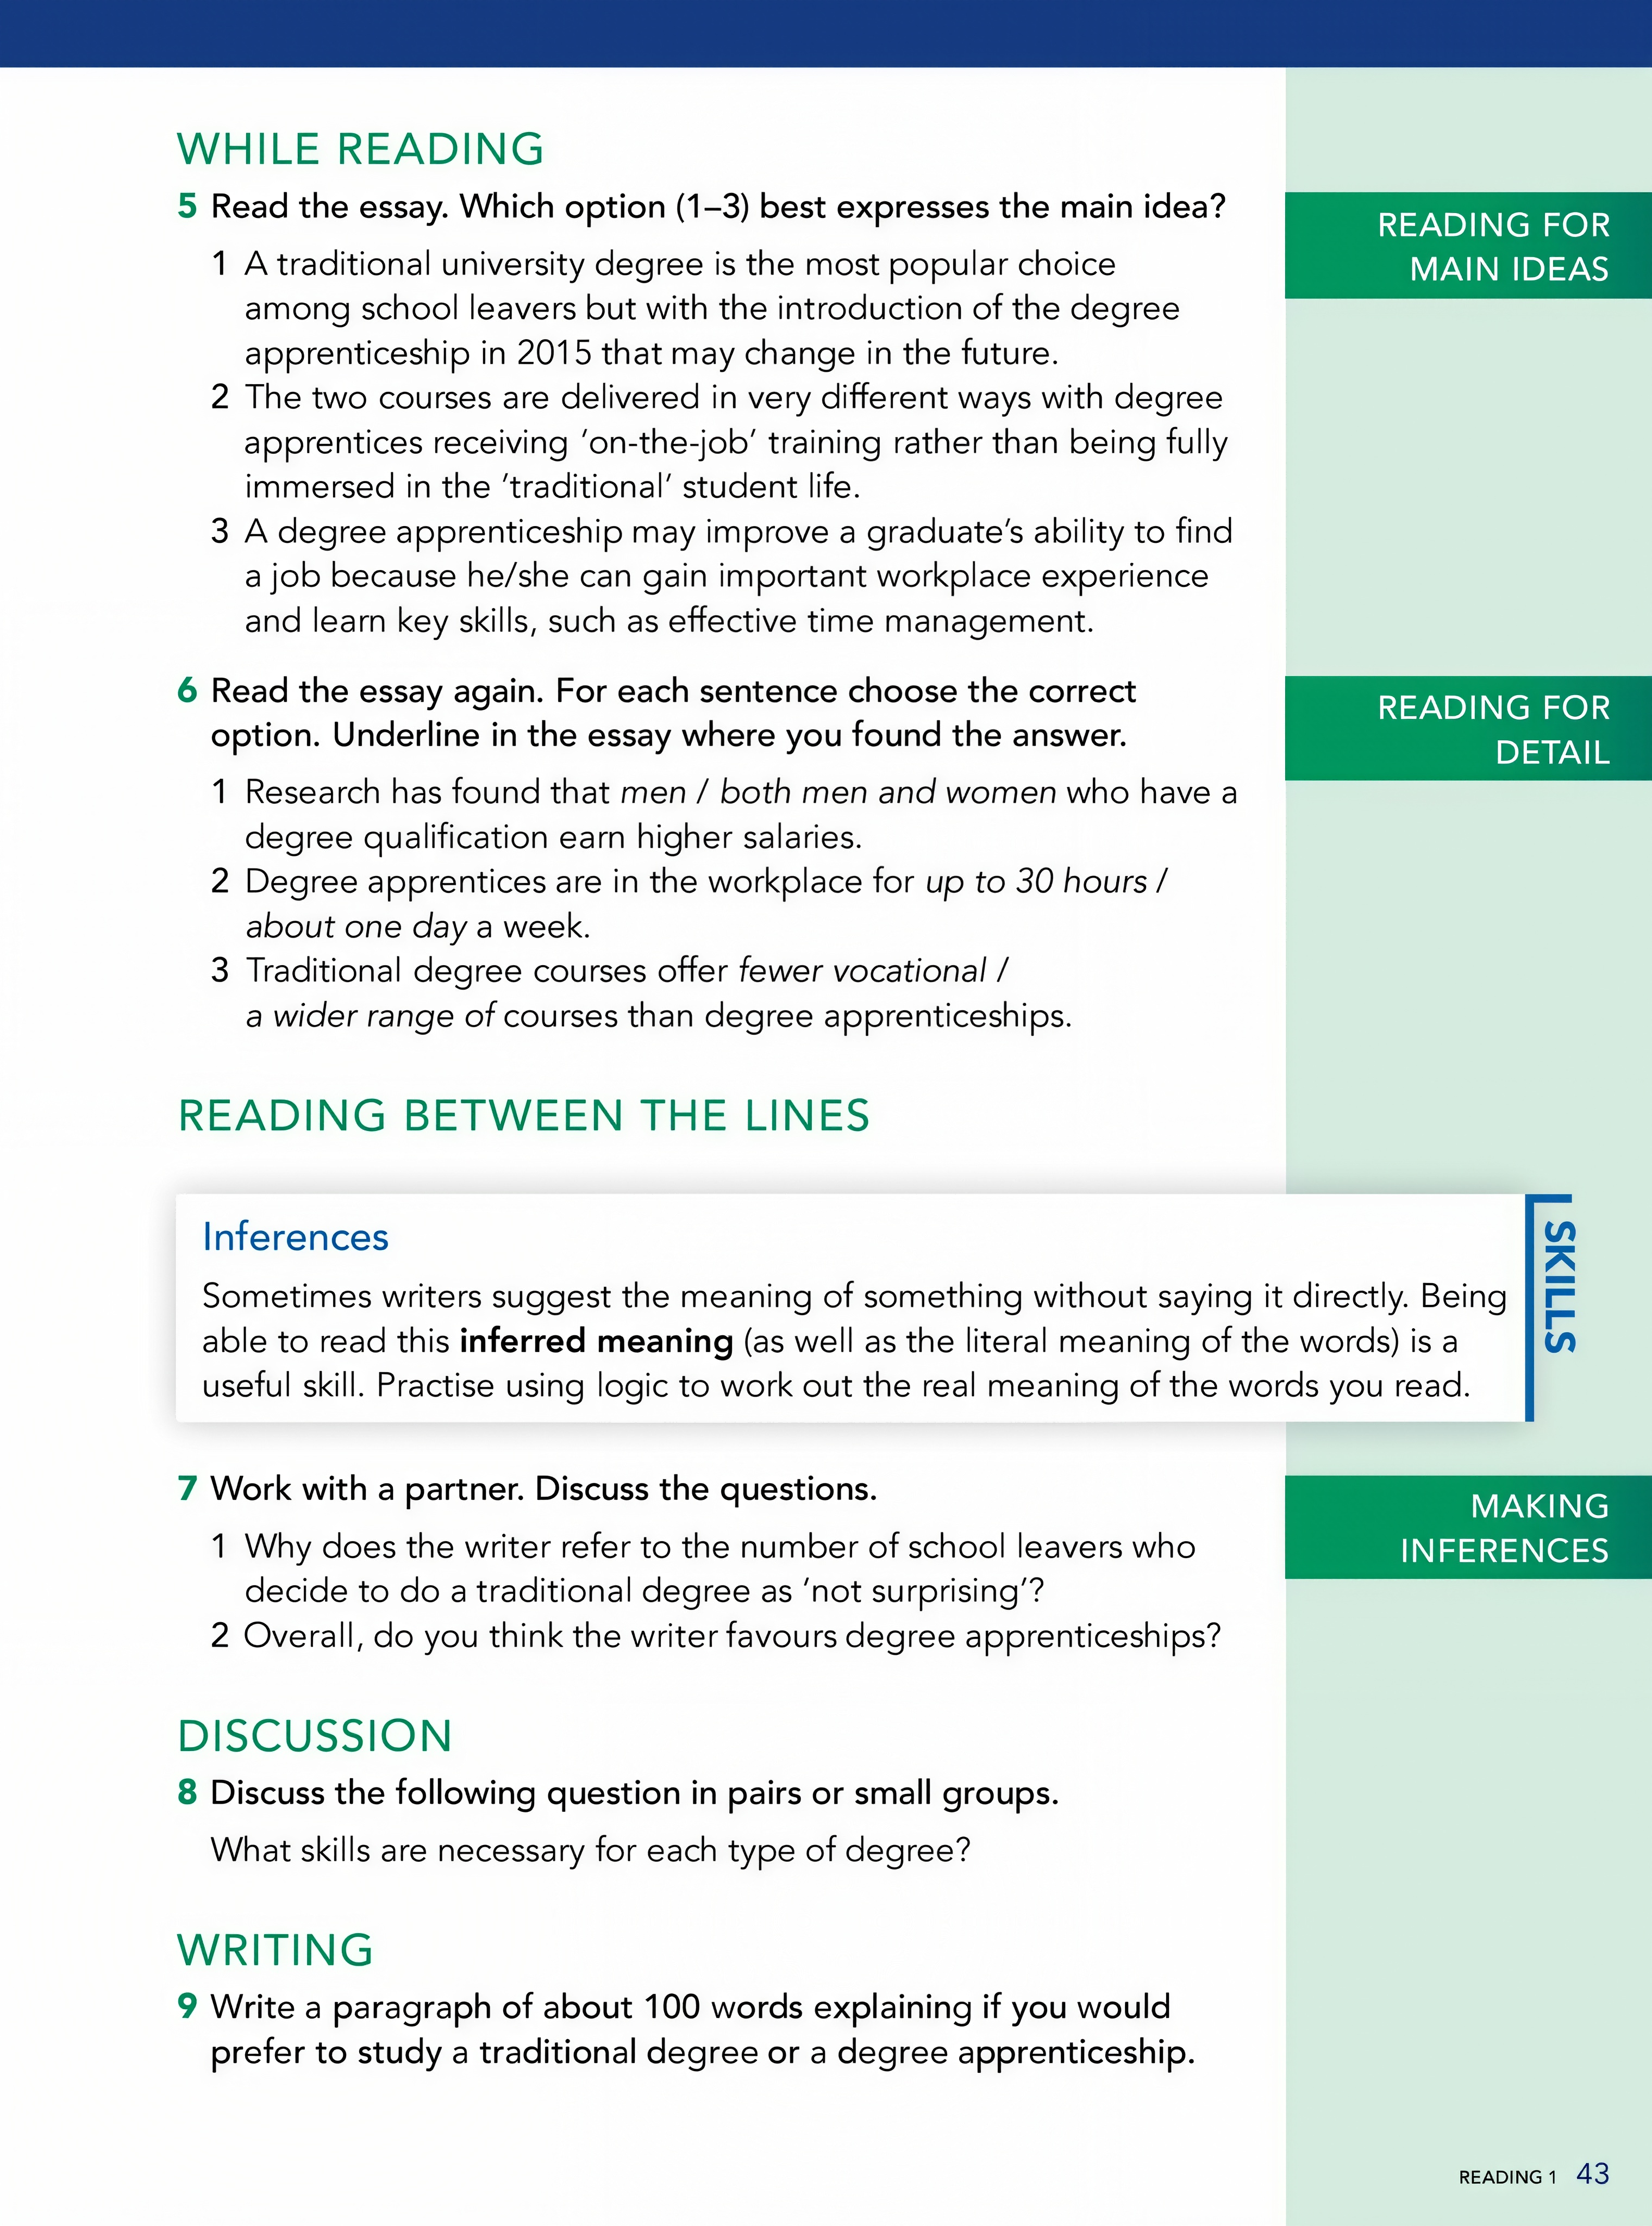 WHILE READING
5 Read the essay. Which option (1–3) best expresses the main idea?
READING FOR
MAIN IDEAS
1 A traditional university degree is the most popular choice
among school leavers but with the introduction of the degree
apprenticeship in 2015 that may change in the future.
2 The two courses are delivered in very different ways with degree
apprentices receiving ‘on-the-job’ training rather than being fully
immersed in the ‘traditional’ student life.
3 A degree apprenticeship may improve a graduate’s ability to find
a job because he/she can gain important workplace experience
and learn key skills, such as effective time management.
6 Read the essay again. For each sentence choose the correct
option. Underline in the essay where you found the answer.
READING FOR
DETAIL
1 Research has found that men / both men and women who have a
degree qualification earn higher salaries.
2 Degree apprentices are in the workplace for up to 30 hours /
about one day a week.
3 Traditional degree courses offer fewer vocational /
a wider range of courses than degree apprenticeships.
READING BETWEEN THE LINES
SKILLS
Inferences
Sometimes writers suggest the meaning of something without saying it directly. Being
able to read this inferred meaning (as well as the literal meaning of the words) is a
useful skill. Practise using logic to work out the real meaning of the words you read.
7 Work with a partner. Discuss the questions.
MAKING
INFERENCES
1 Why does the writer refer to the number of school leavers who
decide to do a traditional degree as ‘not surprising’?
2 Overall, do you think the writer favours degree apprenticeships?
DISCUSSION
8 Discuss the following question in pairs or small groups.
What skills are necessary for each type of degree?
WRITING
9 Write a paragraph of about 100 words explaining if you would
prefer to study a traditional degree or a degree apprenticeship.
READING 1 43